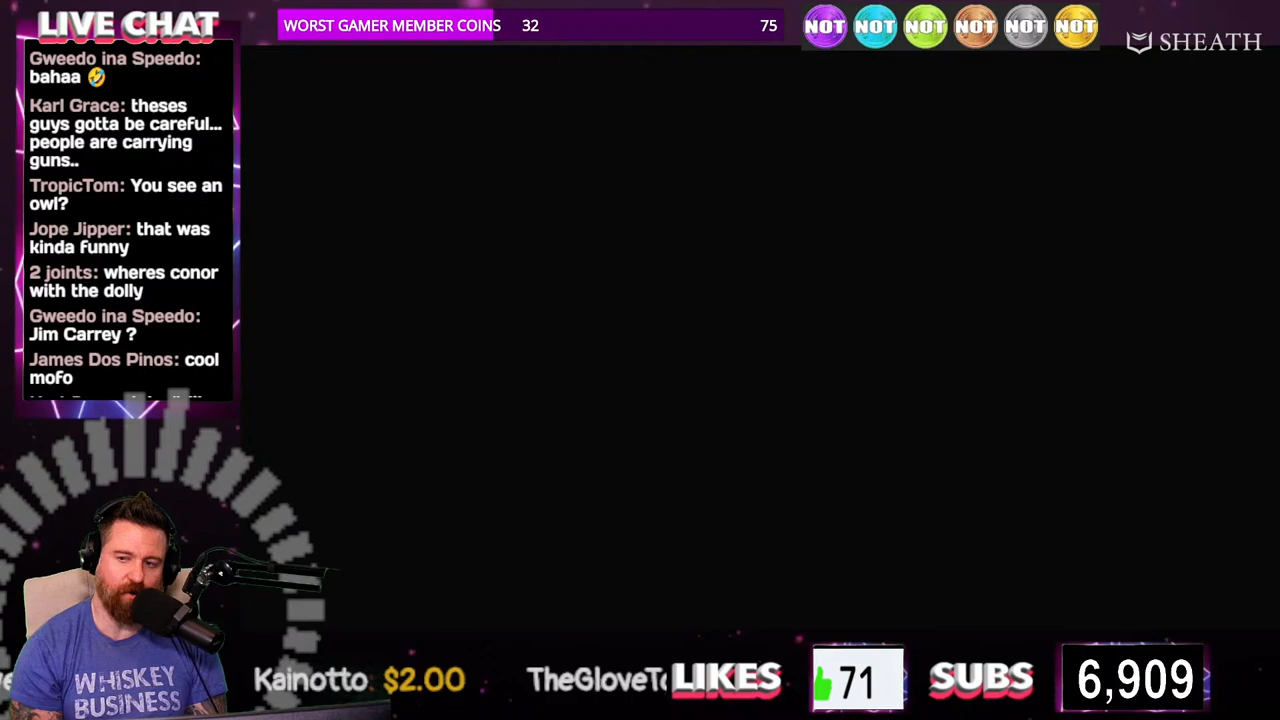 LIVE CHAT
WORST GAMER MEMBER COINS 32 75
NOT NOT NOT NOT NOT NOT
SHEATH
Gweedo ina Speedo:
bahaa 🤣
Karl Grace: theses
guys gotta be careful...
people are carrying
guns..
TropicTom: You see an
owl?
Jope Jipper: that was
kinda funny
2 joints: wheres conor
with the dolly
Gweedo ina Speedo:
Jim Carrey ?
James Dos Pinos: cool
mofo
WHISKEY
BUSINESS
Kainotto $2.00 TheGloveTo
LIKES 71 SUBS 6,909